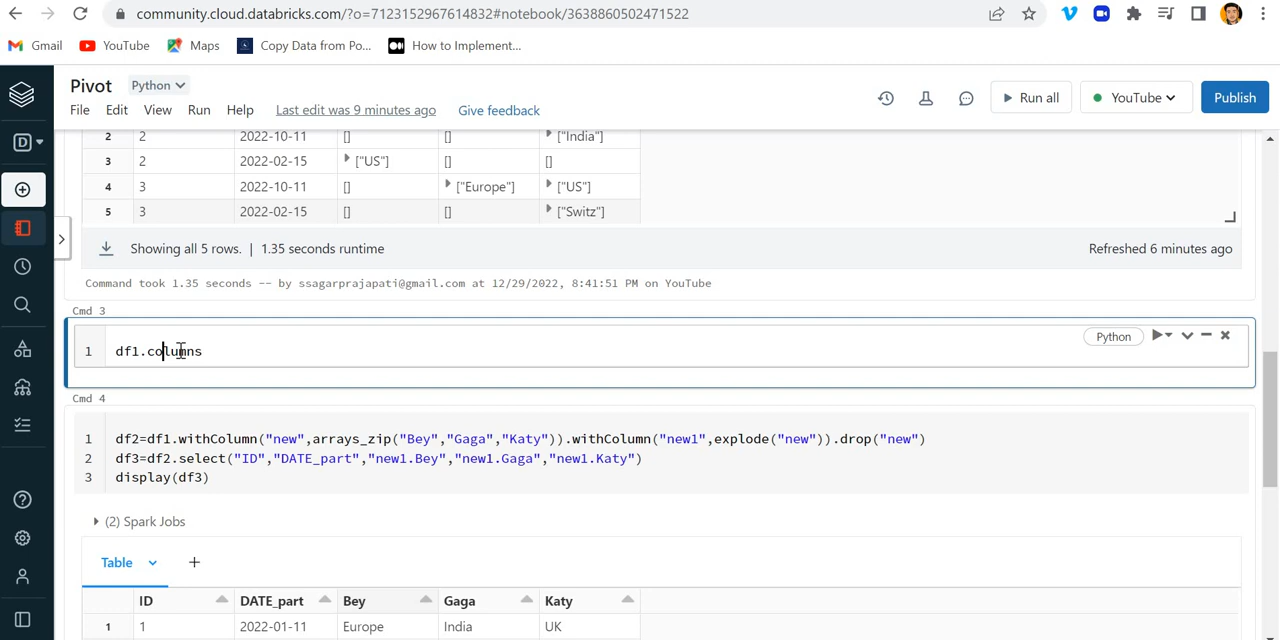 community.cloud.databricks.com/?o=7123152967614832#notebook/3638860502471522
Gmail YouTube Maps Copy Data from Po... How to Implement...
Pivot Python
File Edit View Run Help Last edit was 9 minutes ago Give feedback
Run all YouTube Publish
D
2 2 2022-10-11 [] [] ["India"]
3 2 2022-02-15 ["US"] [] []
4 3 2022-10-11 [] ["Europe"] ["US"]
5 3 2022-02-15 [] [] ["Switz"]
Showing all 5 rows. | 1.35 seconds runtime Refreshed 6 minutes ago
Command took 1.35 seconds -- by ssagarprajapati@gmail.com at 12/29/2022, 8:41:51 PM on YouTube
Cmd 3
Python
1 df1.columns
Cmd 4
1 df2=df1.withColumn("new",arrays_zip("Bey","Gaga","Katy")).withColumn("new1",explode("new")).drop("new")
2 df3=df2.select("ID","DATE_part","new1.Bey","new1.Gaga","new1.Katy")
3 display(df3)
(2) Spark Jobs
Table +
ID DATE_part Bey Gaga Katy
1 1 2022-01-11 Europe India UK